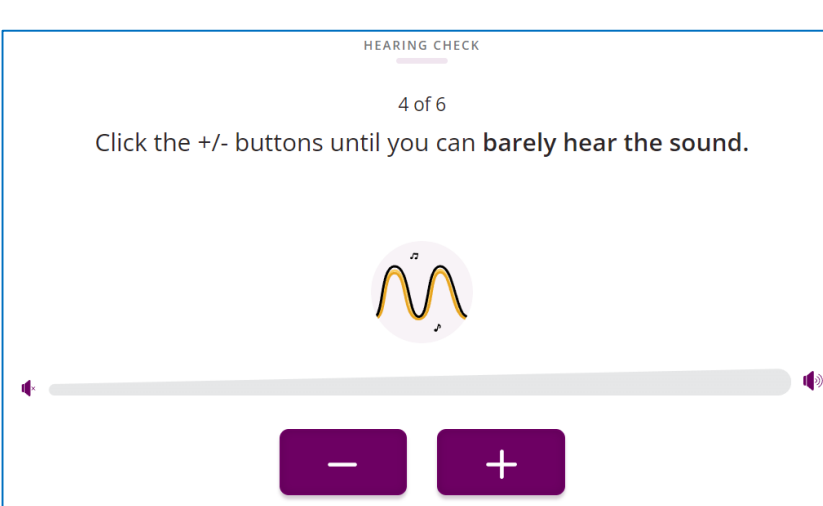 HEARING CHECK
4 of 6
Click the +/- buttons until you can barely hear the sound.